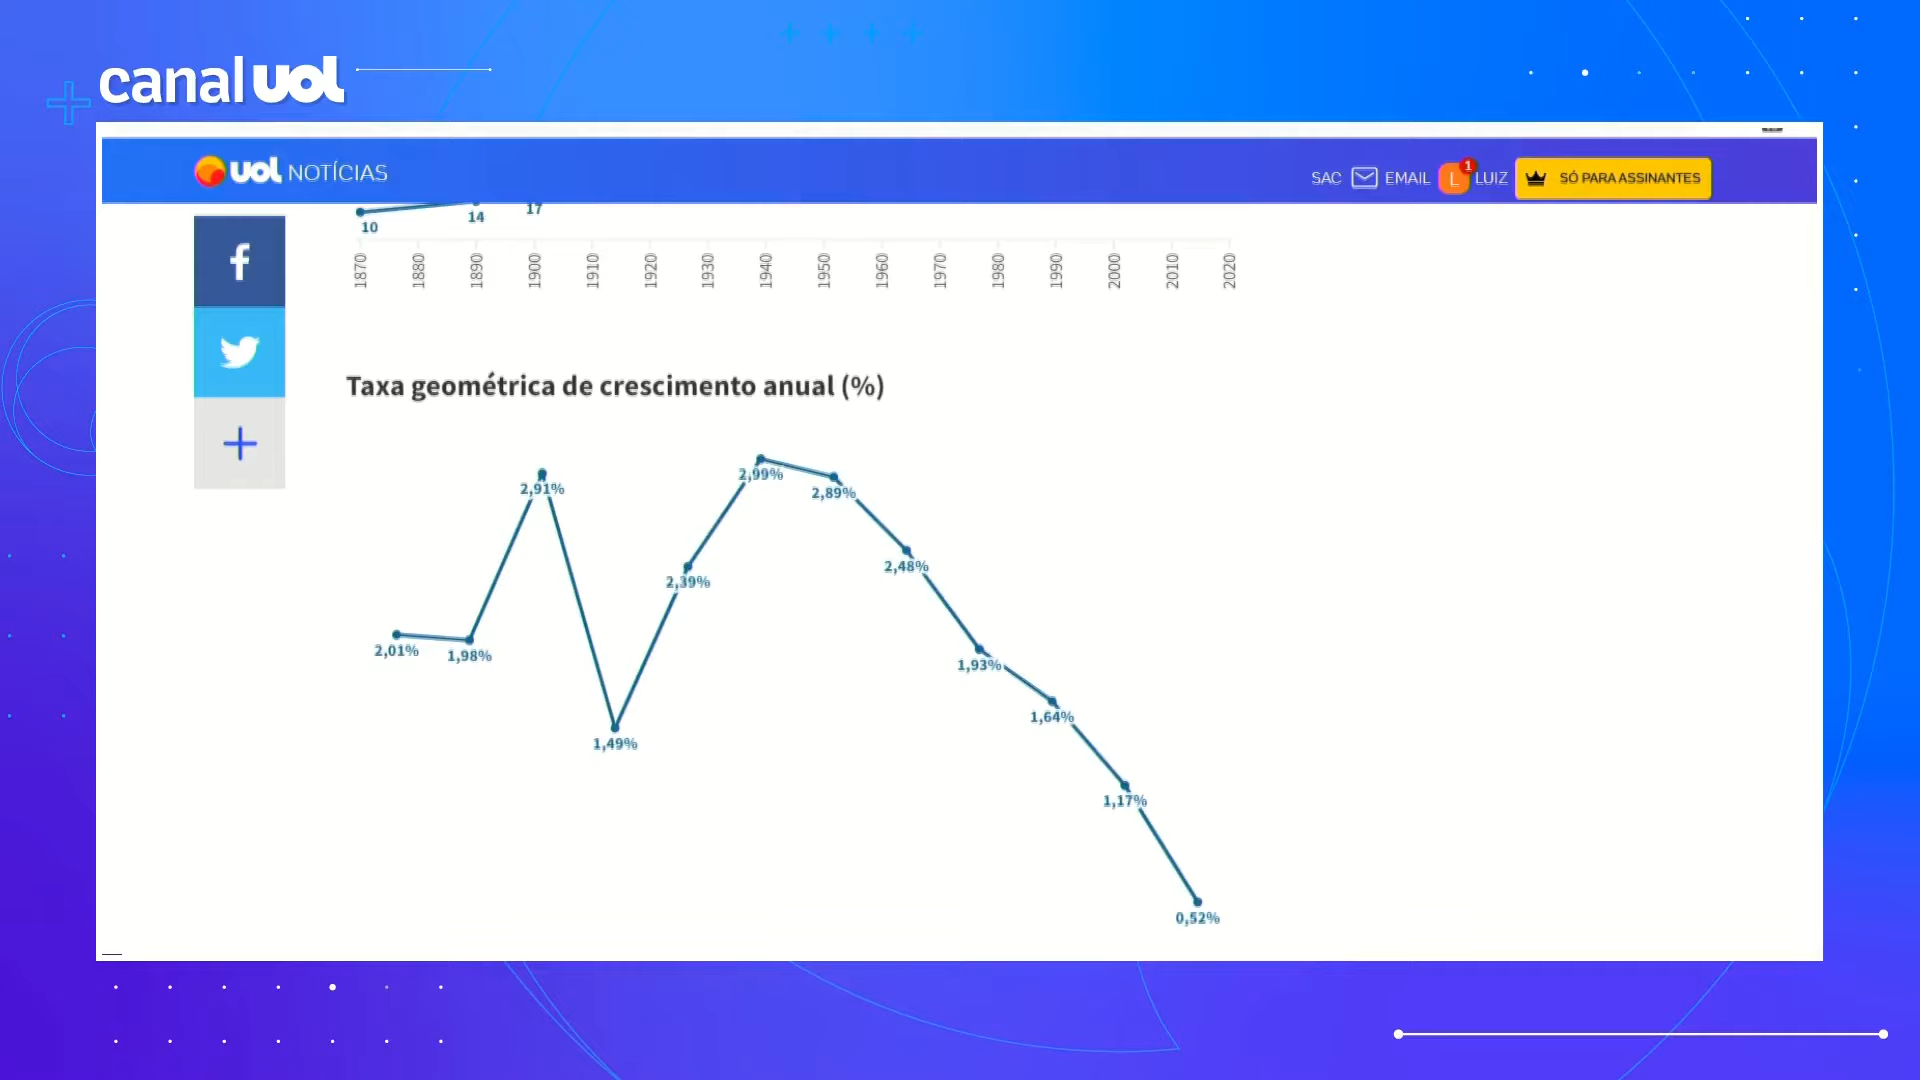 canal uol
uol NOTÍCIAS
SAC EMAIL L 1 LUIZ SÓ PARA ASSINANTES
10 14 17
1870 1880 1890 1900 1910 1920 1930 1940 1950 1960 1970 1980 1990 2000 2010 2020
Taxa geométrica de crescimento anual (%)
2,01%
1,98%
2,91%
1,49%
2,39%
2,99%
2,89%
2,48%
1,93%
1,64%
1,17%
0,52%